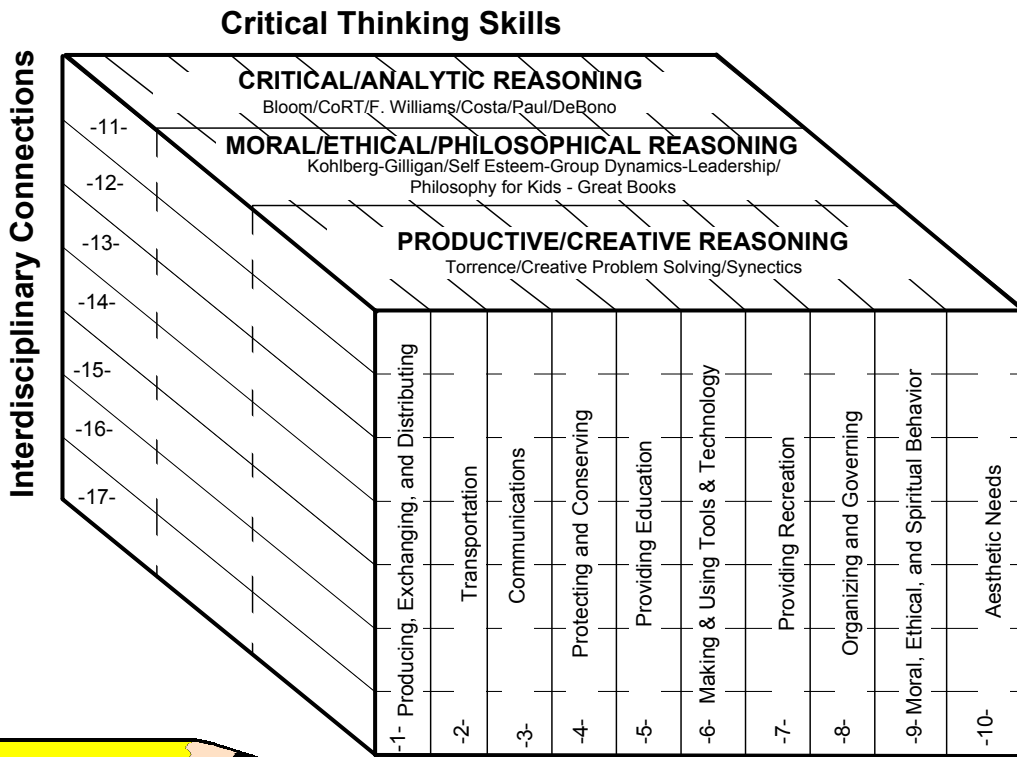 Critical Thinking Skills
Interdisciplinary Connections
CRITICAL/ANALYTIC REASONING
Bloom/CoRT/F. Williams/Costa/Paul/DeBono
MORAL/ETHICAL/PHILOSOPHICAL REASONING
Kohlberg-Gilligan/Self Esteem-Group Dynamics-Leadership/
Philosophy for Kids - Great Books
PRODUCTIVE/CREATIVE REASONING
Torrence/Creative Problem Solving/Synectics
-11-
-12-
-13-
-14-
-15-
-16-
-17-
-1- Producing, Exchanging, and Distributing
-2- Transportation
-3- Communications
-4- Protecting and Conserving
-5- Providing Education
-6- Making & Using Tools & Technology
-7- Providing Recreation
-8- Organizing and Governing
-9- Moral, Ethical, and Spiritual Behavior
-10- Aesthetic Needs